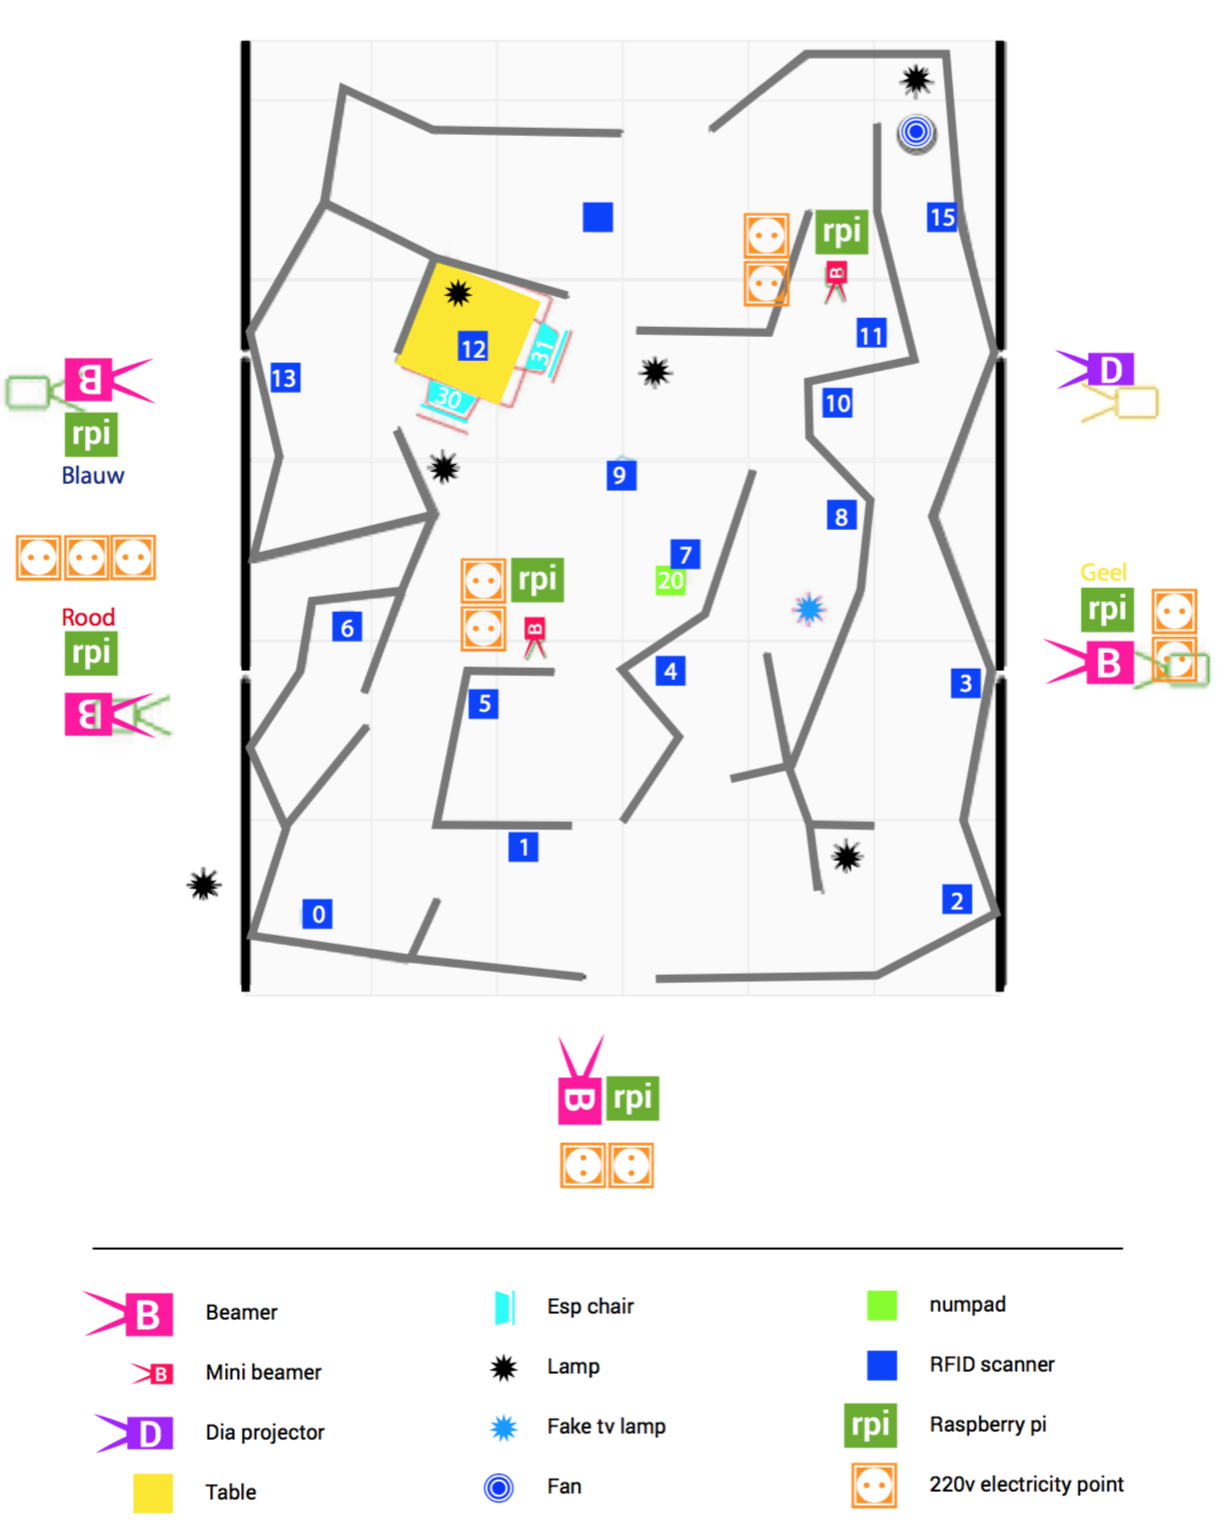 rpi
15
B
11
12
31
30
13
B
rpi
Blauw
D
10
9
8
7
20
rpi
B
Geel
rpi
B
Rood
rpi
B
6
4
3
5
1
2
0
B
rpi
B Beamer
Esp chair
numpad
B Mini beamer
Lamp
RFID scanner
D Dia projector
Fake tv lamp
rpi Raspberry pi
Table
Fan
220v electricity point